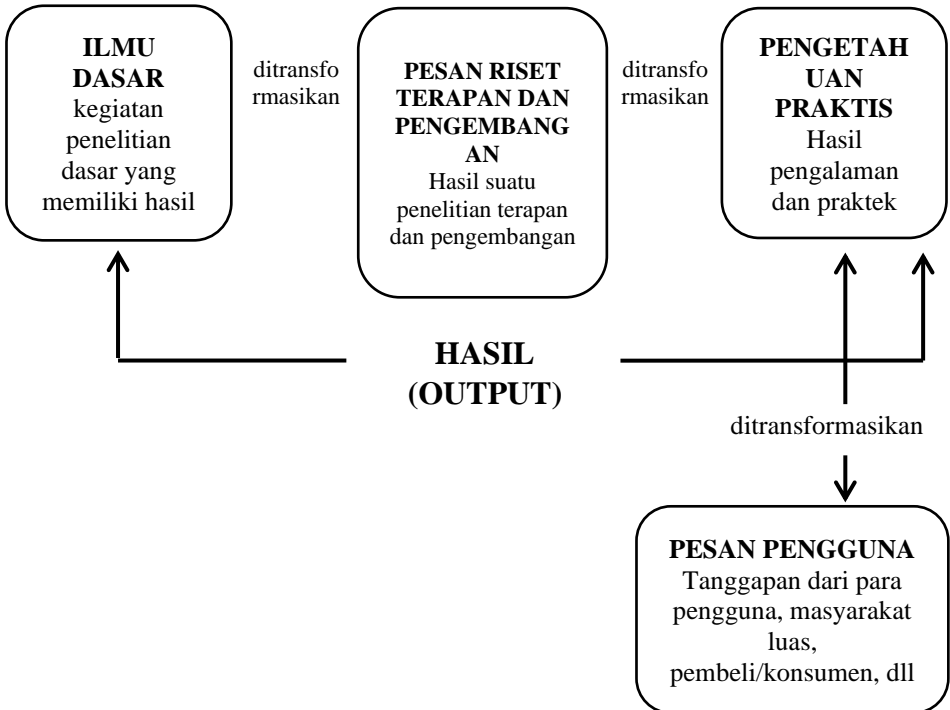 ILMU
DASAR
kegiatan
penelitian
dasar yang
memiliki hasil
ditransfo
rmasikan
PESAN RISET
TERAPAN DAN
PENGEMBANG
AN
Hasil suatu
penelitian terapan
dan pengembangan
ditransfo
rmasikan
PENGETAH
UAN
PRAKTIS
Hasil
pengalaman
dan praktek
HASIL
(OUTPUT)
ditransformasikan
PESAN PENGGUNA
Tanggapan dari para
pengguna, masyarakat
luas,
pembeli/konsumen, dll